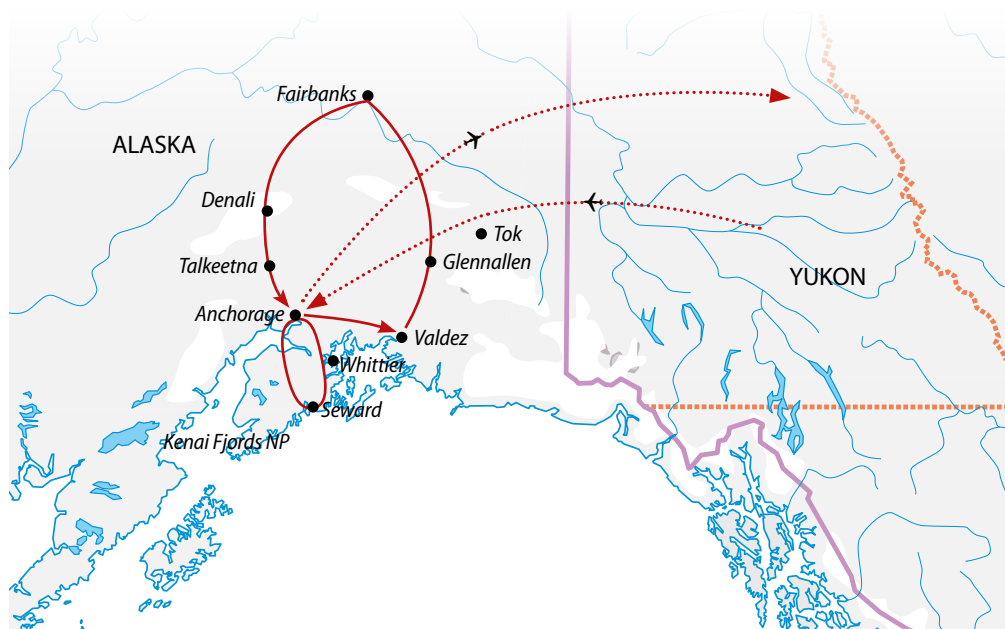 Fairbanks
ALASKA
Denali
Tok
Talkeetna
Glennallen
YUKON
Anchorage
Valdez
Whittier
Seward
Kenai Fjords NP